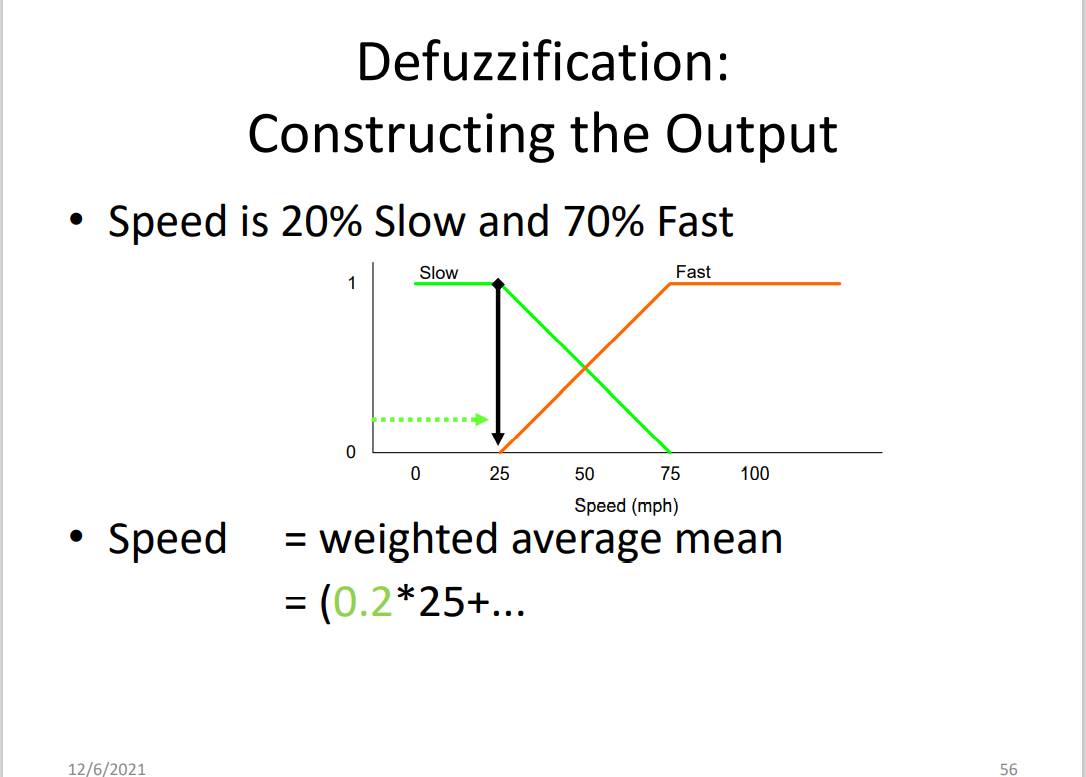 Defuzzification:
Constructing the Output
• Speed is 20% Slow and 70% Fast
Slow Fast
1
0
0 25 50 75 100
Speed (mph)
• Speed = weighted average mean
= (0.2*25+...
12/6/2021 56